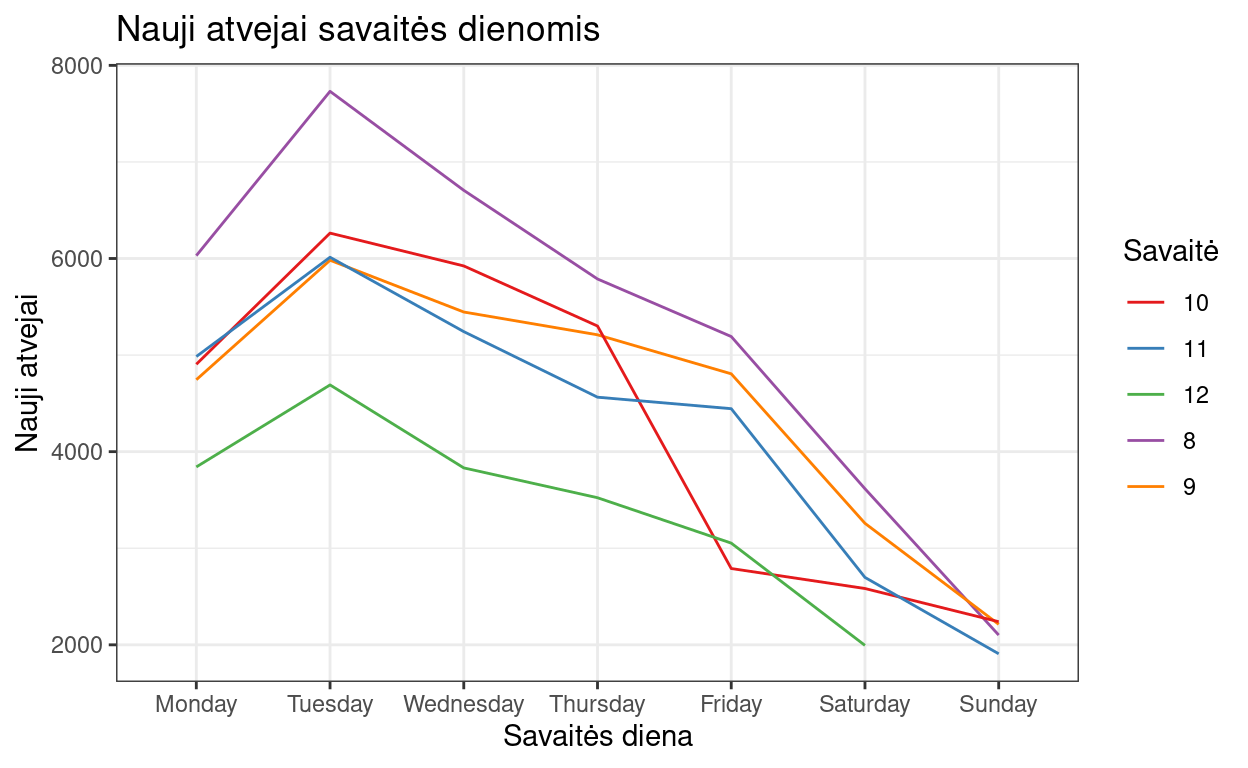 Nauji atvejai savaitės dienomis
8000
6000
4000
2000
Nauji atvejai
Monday Tuesday Wednesday Thursday Friday Saturday Sunday
Savaitės diena
Savaitė
10
11
12
8
9